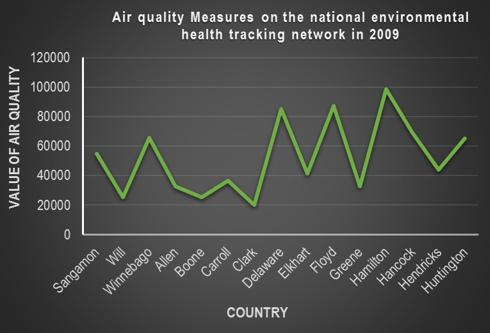 Air quality Measures on the national environmental
health tracking network in 2009
VALUE OF AIR QUALITY
120000
100000
80000
60000
40000
20000
0
Sangamon
Will
Winnebago
Allen
Boone
Carroll
Clark
Delaware
Elkhart
Floyd
Greene
Hamilton
Hancock
Hendricks
Huntington
COUNTRY